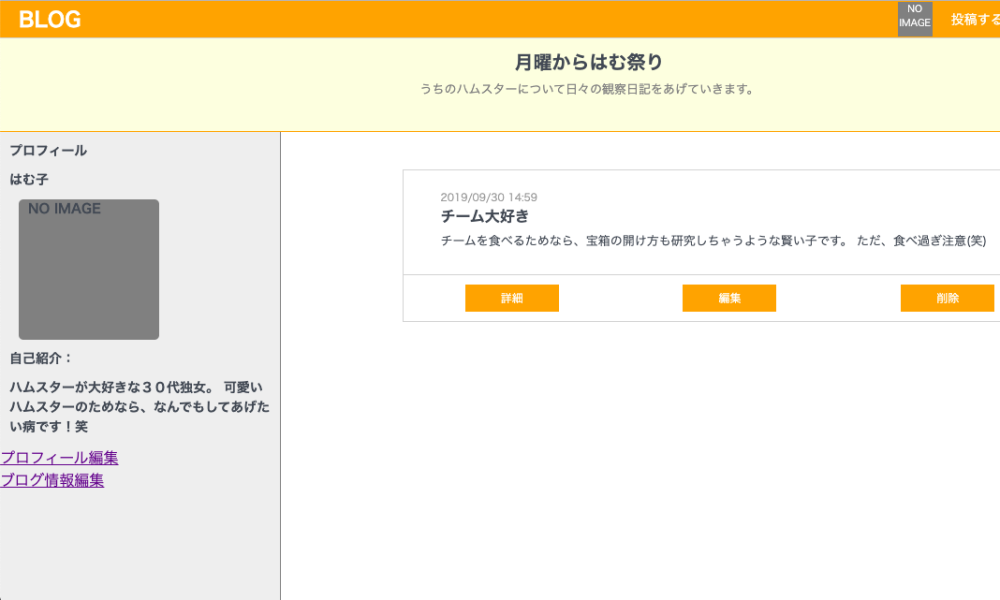 BLOG
NO
IMAGE
投稿する
月曜からはむ祭り
うちのハムスターについて日々の観察日記をあげていきます。
プロフィール
はむ子
NO IMAGE
自己紹介：
ハムスターが大好きな３０代独女。 可愛い
ハムスターのためなら、なんでもしてあげた
い病です！笑
プロフィール編集
ブログ情報編集
2019/09/30 14:59
チーム大好き
チームを食べるためなら、宝箱の開け方も研究しちゃうような賢い子です。 ただ、食べ過ぎ注意(笑)
詳細
編集
削除